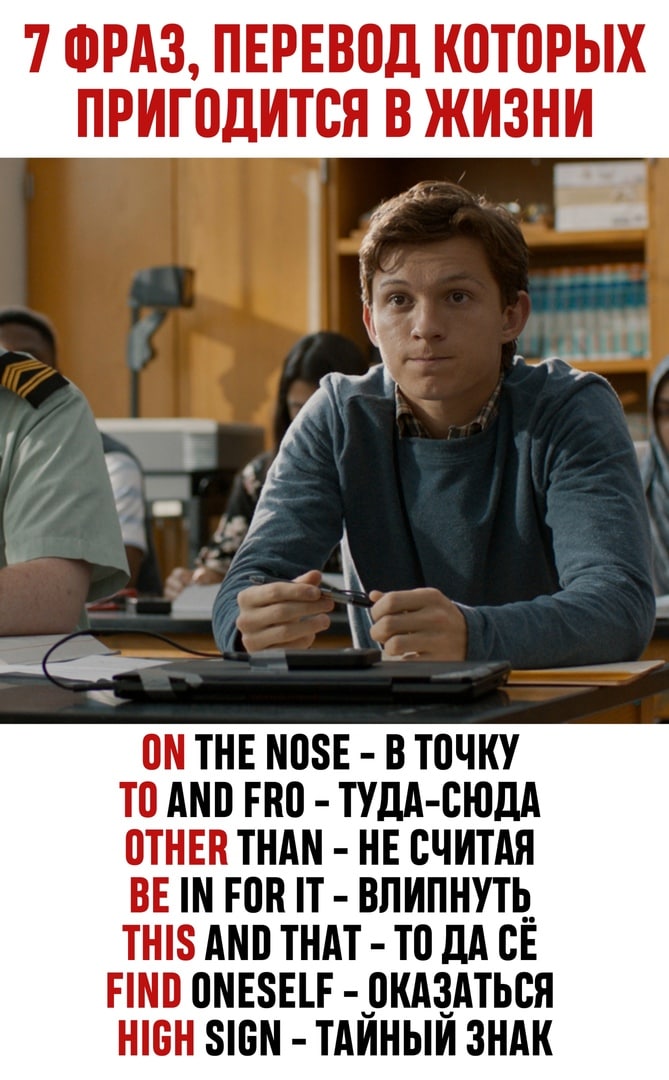 7 ФРАЗ, ПЕРЕВОД КОТОРЫХ
ПРИГОДИТСЯ В ЖИЗНИ
ON THE NOSE - В ТОЧКУ
TO AND FRO - ТУДА-СЮДА
OTHER THAN - НЕ СЧИТАЯ
BE IN FOR IT - ВЛИПНУТЬ
THIS AND THAT - ТО ДА СЁ
FIND ONESELF - ОКАЗАТЬСЯ
HIGH SIGN - ТАЙНЫЙ ЗНАК